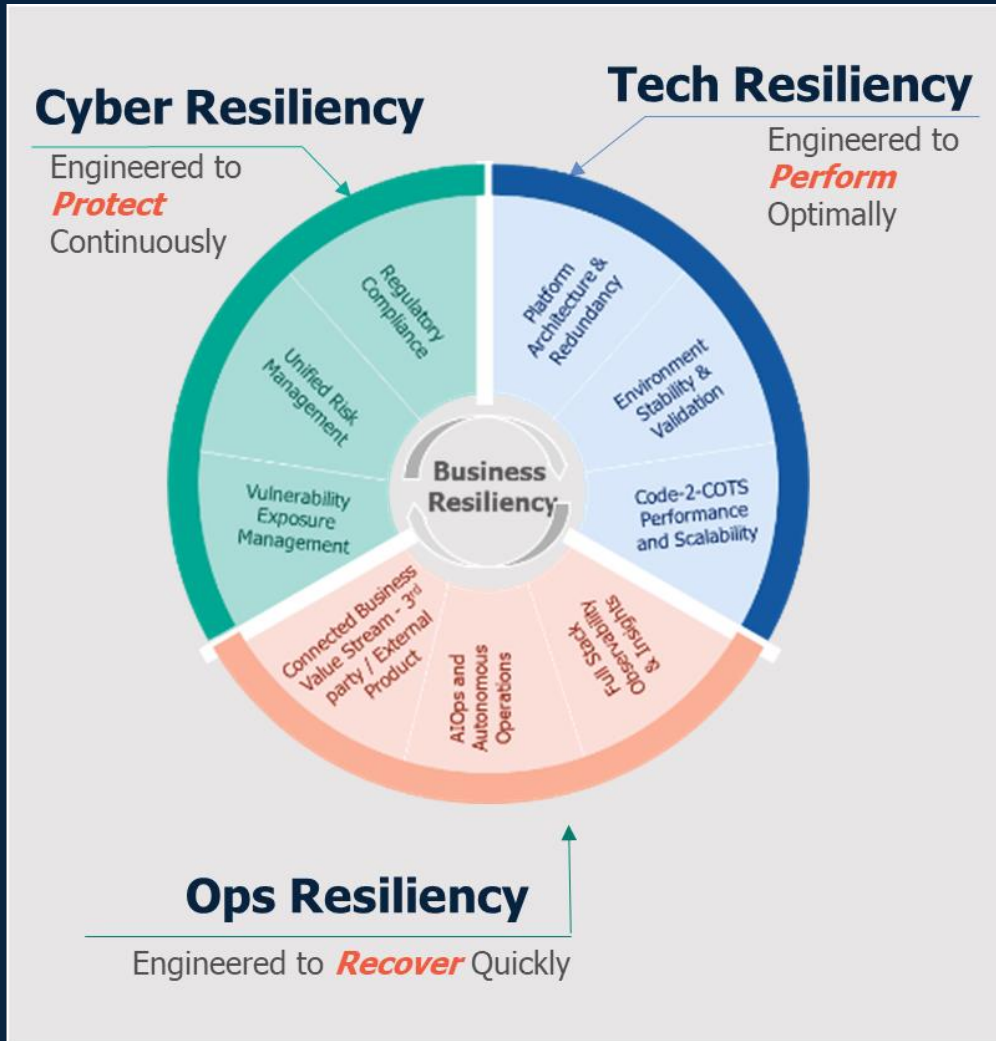 Cyber Resiliency
Engineered to
Protect
Continuously
Tech Resiliency
Engineered to
Perform
Optimally
Regulatory
Compliance
Unified Risk
Management
Vulnerability
Exposure
Management
Platform
Architecture &
Redundancy
Environment
Stability &
Validation
Code-2-COTS
Performance
and Scalability
Business
Resiliency
Connected Business
Value Stream - 3rd
party / External
Product
AIOps and
Autonomous
Operations
Full Stack
Observability
& Insights
Ops Resiliency
Engineered to Recover Quickly